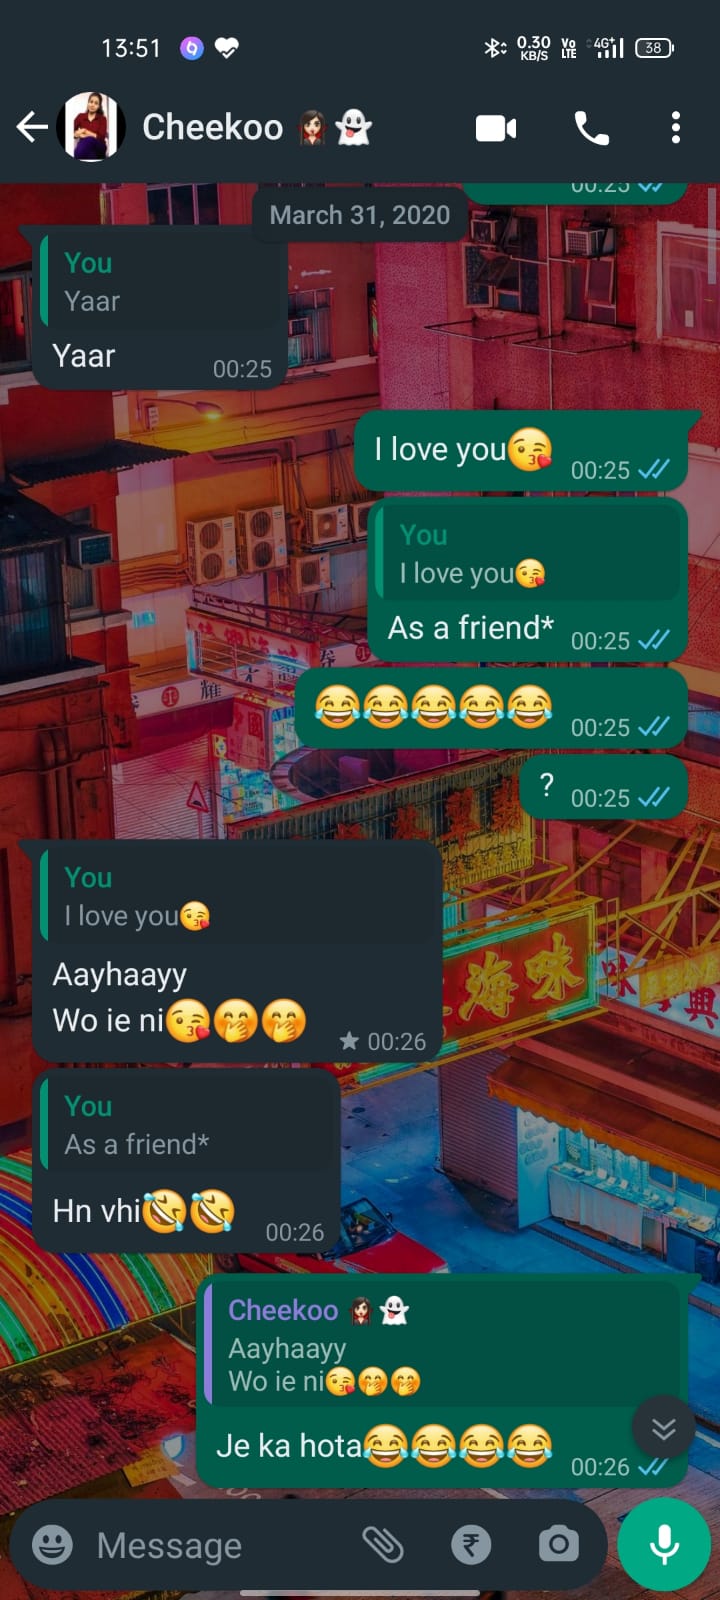 13:51 0.30 KB/S Vo LTE 4G+ 38
Cheekoo 👩🏻👻
00:25
March 31, 2020
You
Yaar
Yaar 00:25
I love you😘 00:25
You
I love you😘
As a friend* 00:25
😂😂😂😂😂 00:25
? 00:25
You
I love you😘
Aayhaayy
Wo ie ni😘🤭🤭 00:26
You
As a friend*
Hn vhi🤣🤣 00:26
Cheekoo 👩🏻👻
Aayhaayy
Wo ie ni😘🤭🤭
Je ka hota😂😂😂😂 00:26
海味
味
Message